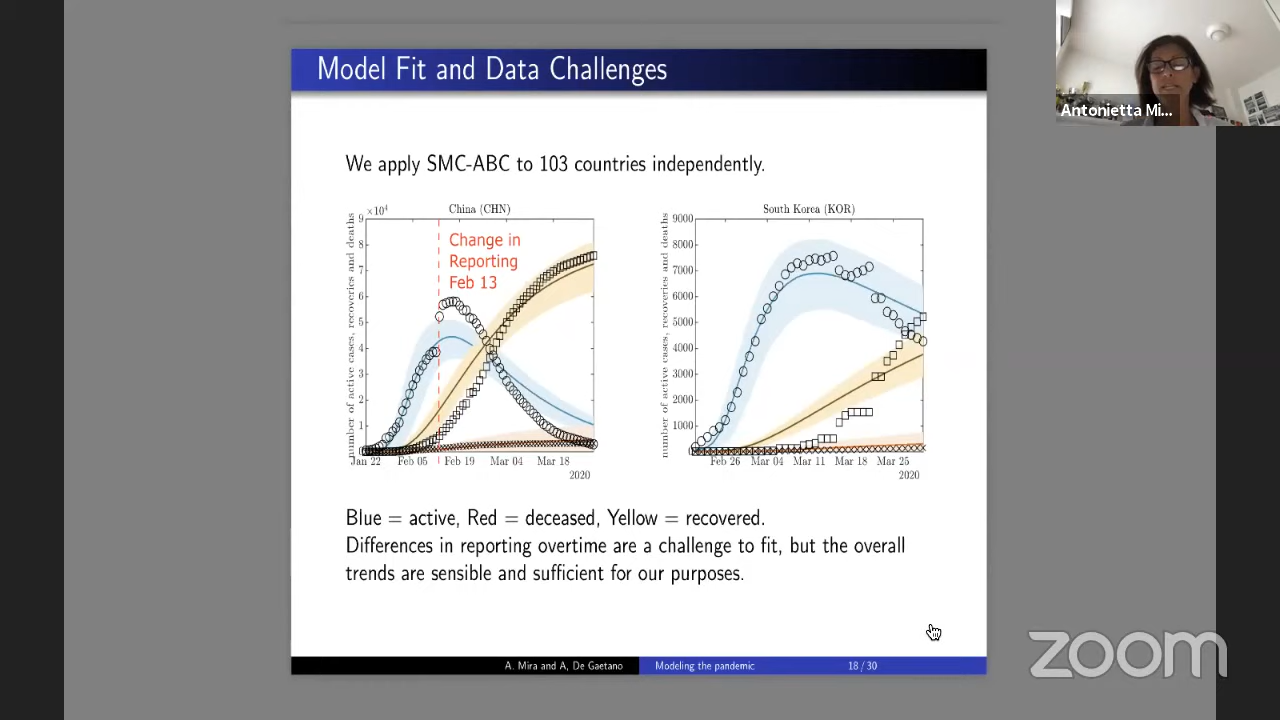 Model Fit and Data Challenges
Antonietta Mi...
We apply SMC-ABC to 103 countries independently.
China (CHN)
×10⁴
number of active cases, recoveries and deaths
9
8
7
6
5
4
3
2
1
Change in
Reporting
Feb 13
Jan 22 Feb 05 Feb 19 Mar 04 Mar 18
2020
South Korea (KOR)
number of active cases, recoveries and deaths
9000
8000
7000
6000
5000
4000
3000
2000
1000
Feb 26 Mar 04 Mar 11 Mar 18 Mar 25
2020
Blue = active, Red = deceased, Yellow = recovered.
Differences in reporting overtime are a challenge to fit, but the overall
trends are sensible and sufficient for our purposes.
A. Mira and A, De Gaetano Modeling the pandemic 18 / 30
zoom